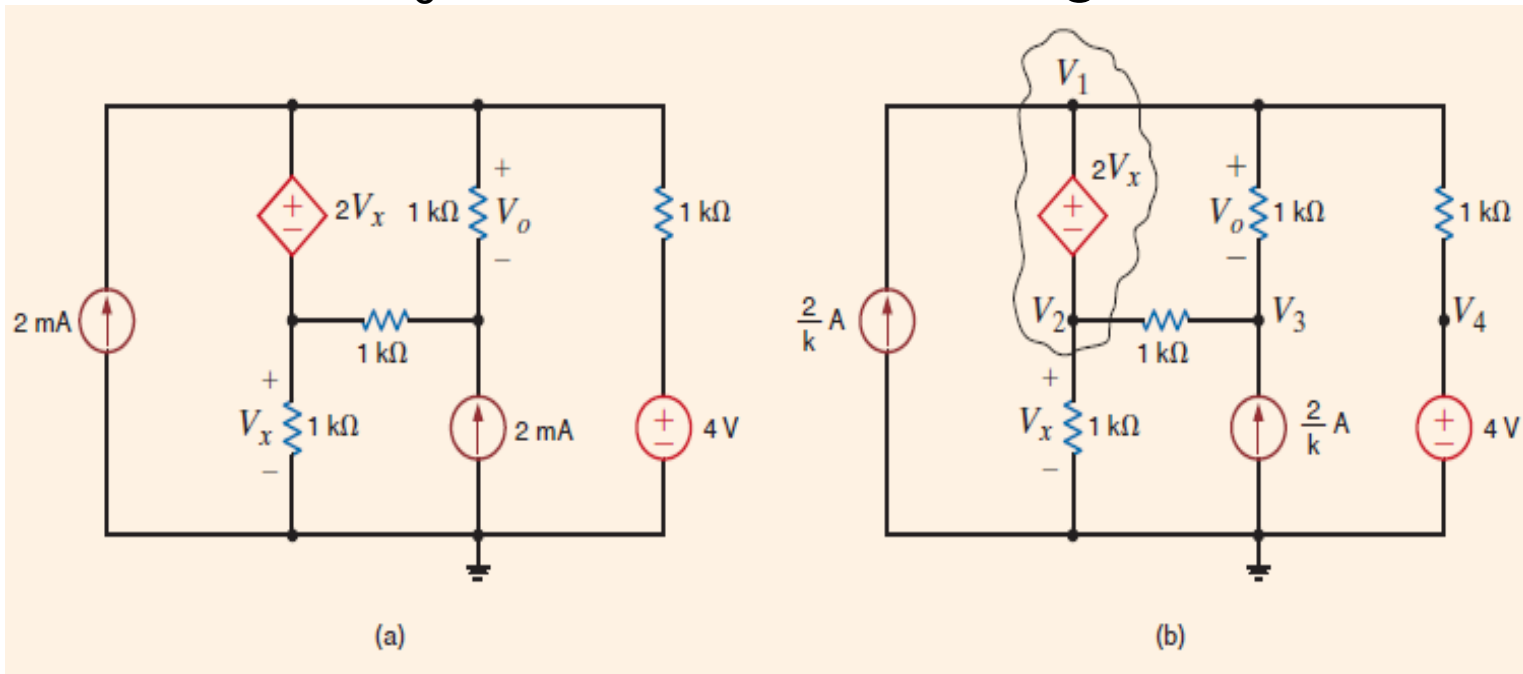 2Vx 1 kΩ + Vo − 1 kΩ
2 mA
1 kΩ
+ Vx − 1 kΩ
2 mA
4 V
(a)
V1
2Vx
+ Vo − 1 kΩ
1 kΩ
2/k A
V2
V3
V4
1 kΩ
+ Vx − 1 kΩ
2/k A
4 V
(b)